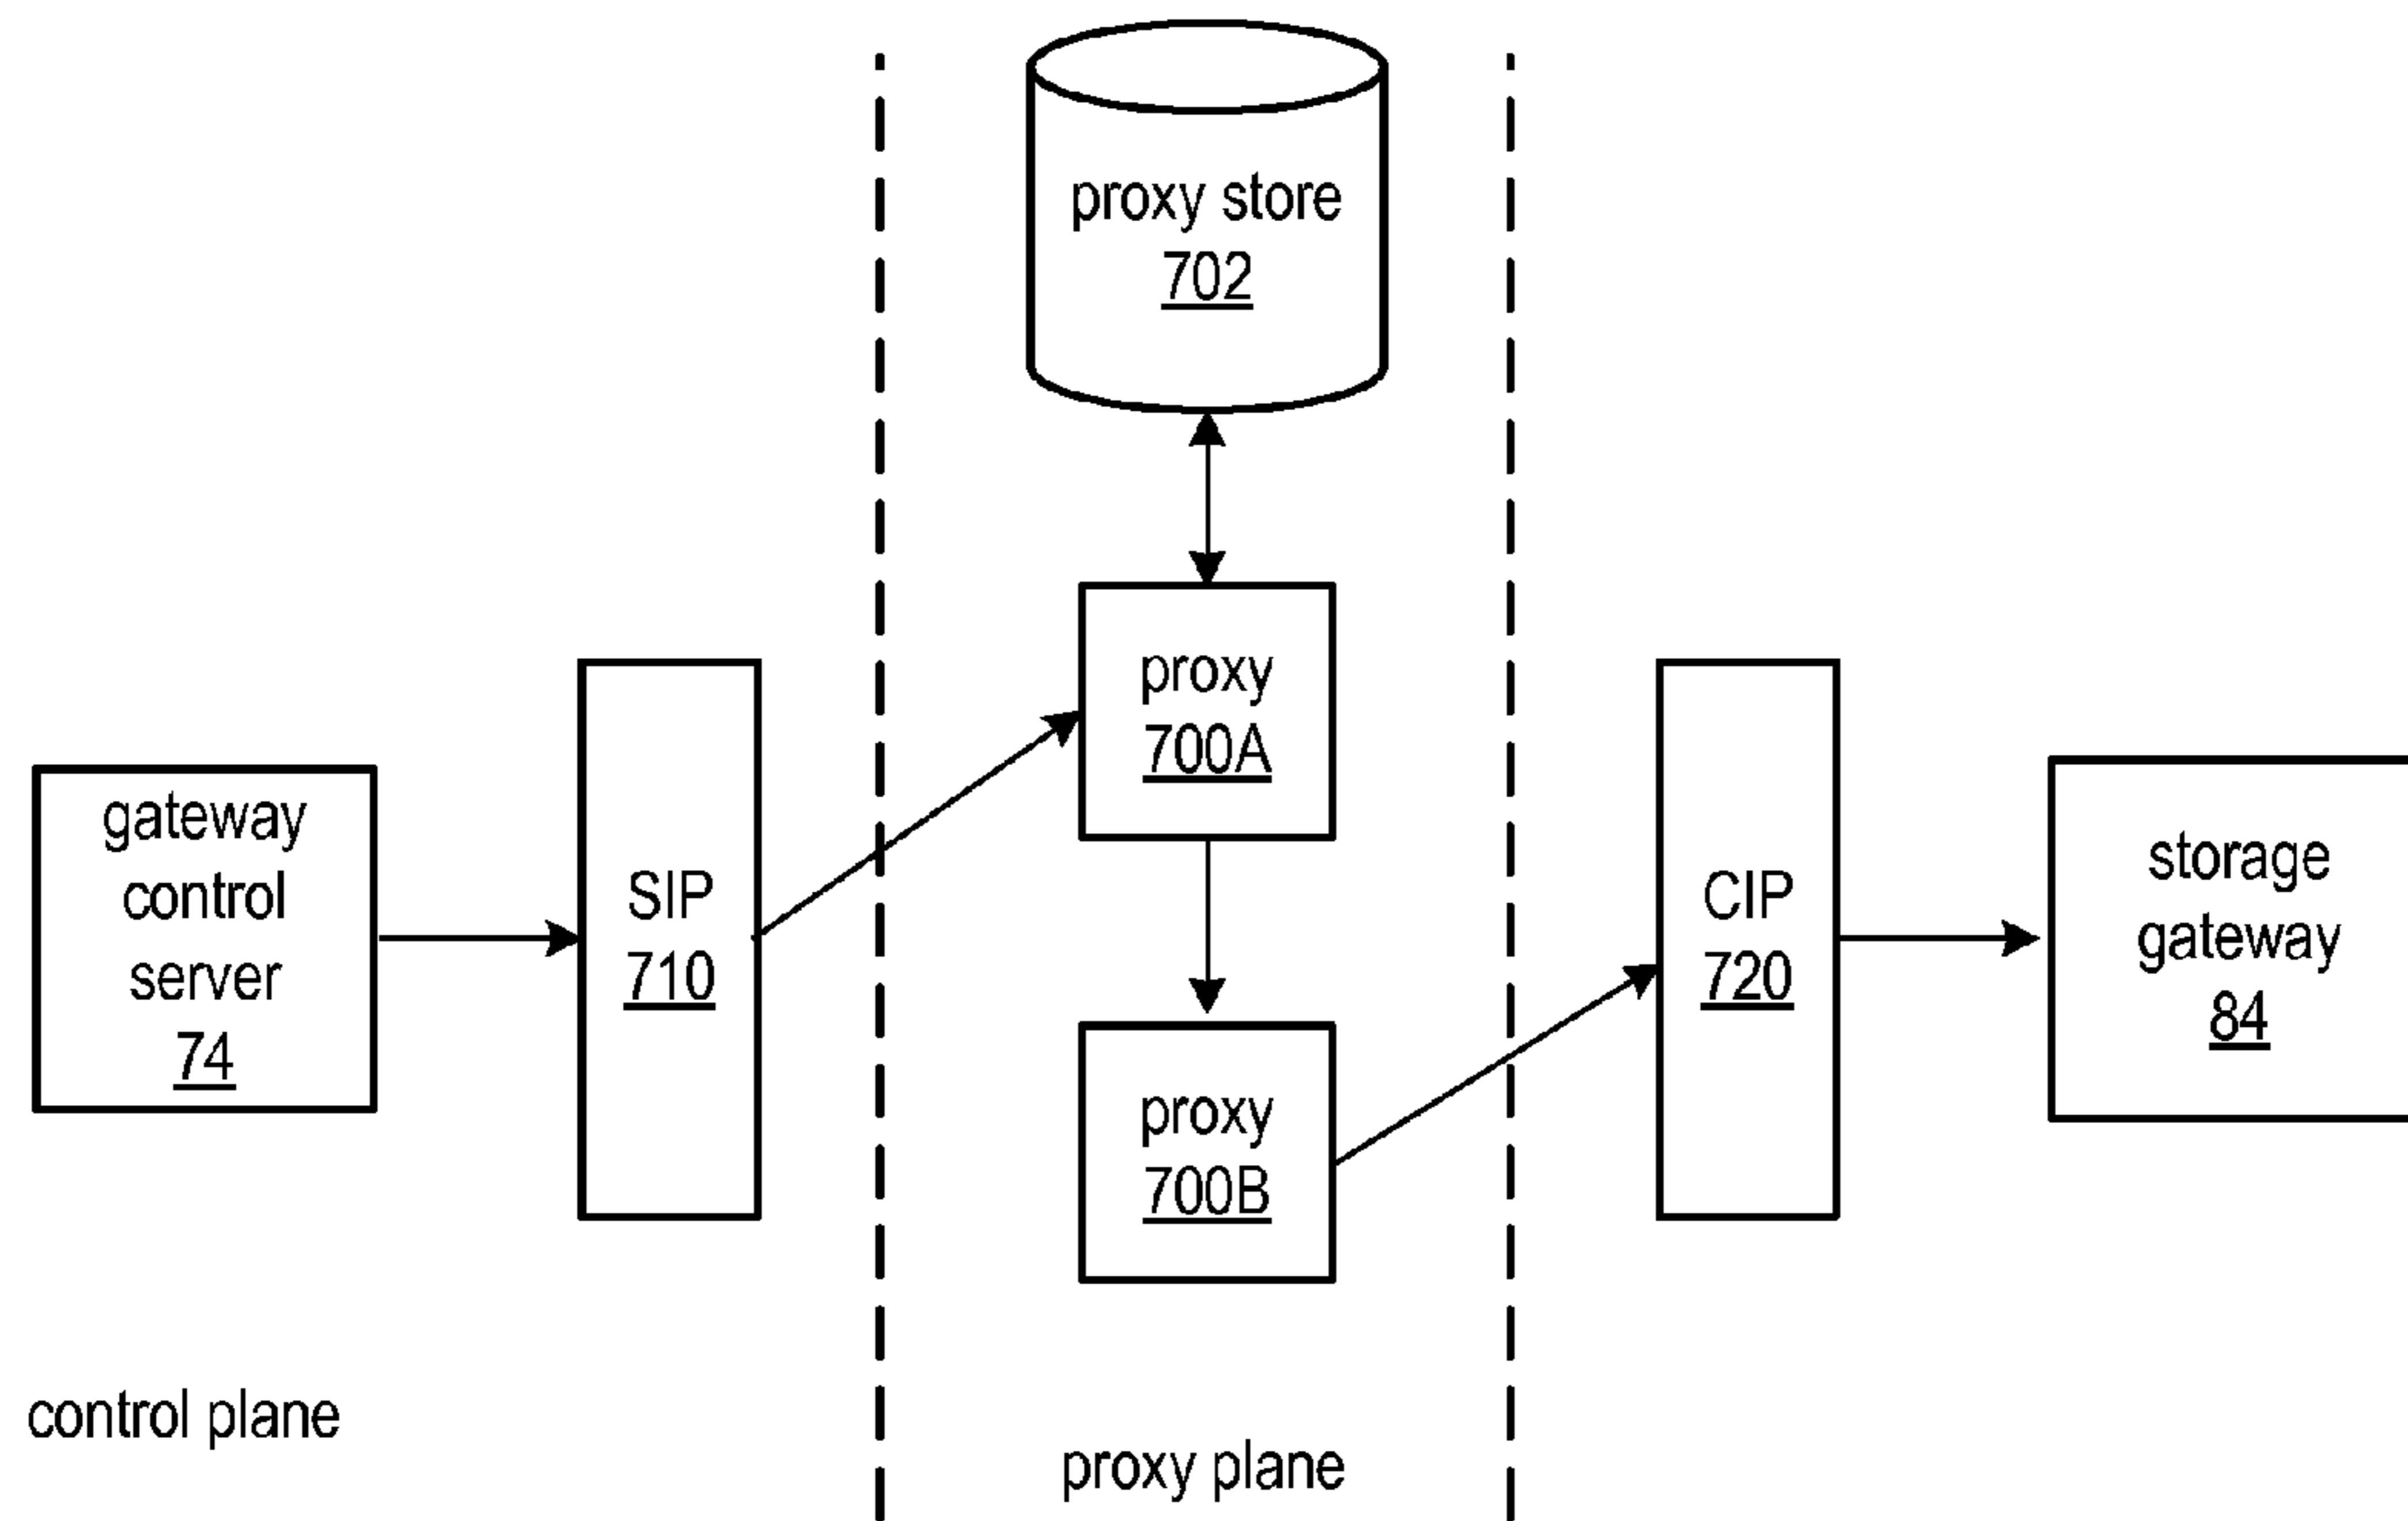 proxy store
702
proxy
700A
gateway
control
server
74
SIP
710
CIP
720
storage
gateway
84
proxy
700B
control plane
proxy plane